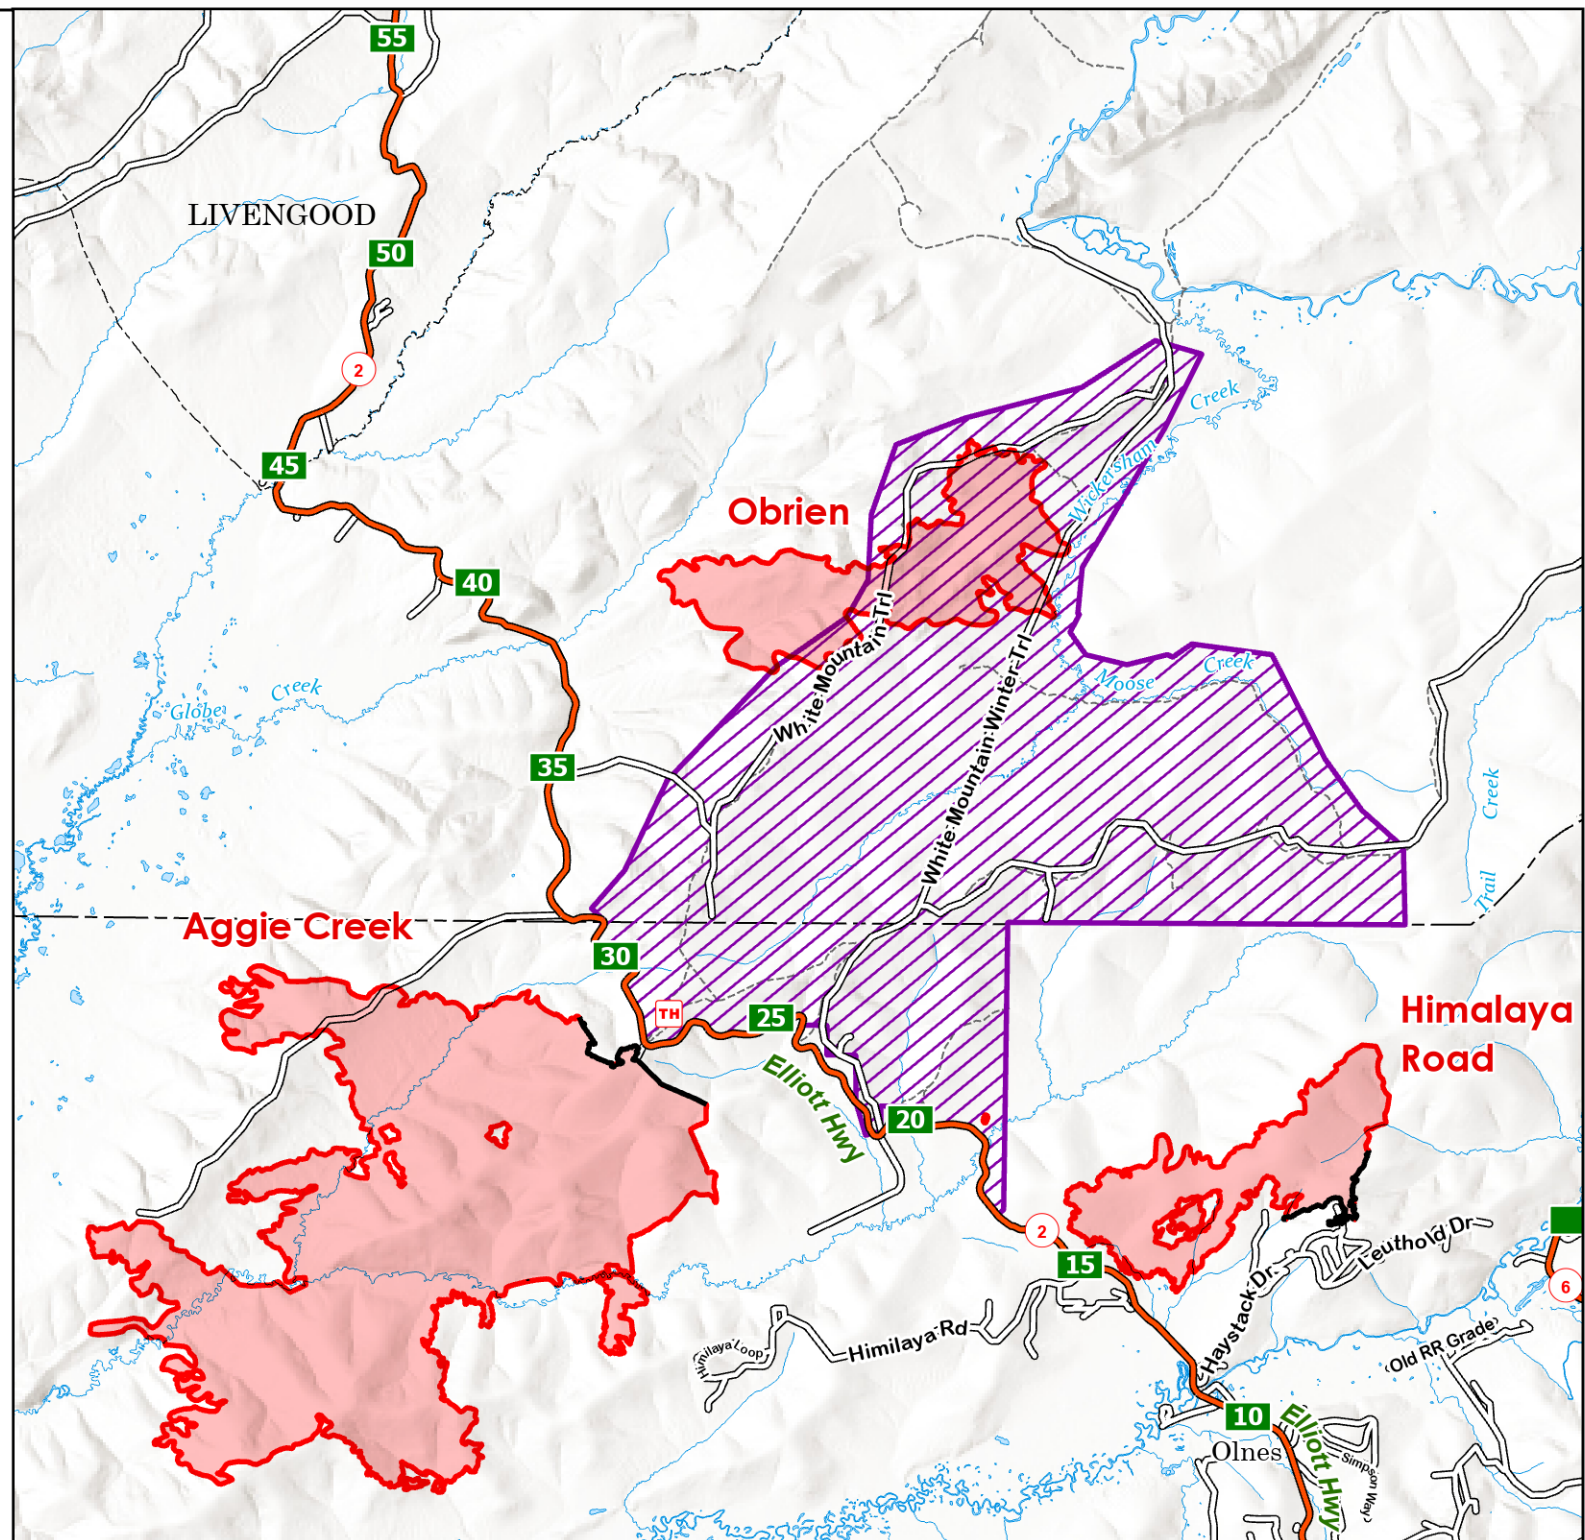 55
LIVENGOOD
50
2
Creek
45
Wickersham
Obrien
40
White Mountain Trl
White Mountain Winter Trl
Creek
Moose
Creek
Globe
35
Creek
Trail
Aggie Creek
30
TH
25
Himalaya
Road
Elliott Hwy
20
2
15
Leuthold Dr
6
Haystack Dr
Himilaya Rd
Himilaya Loop
Old RR Grade
10
Elliott Hwy
Olnes
Simpson Way